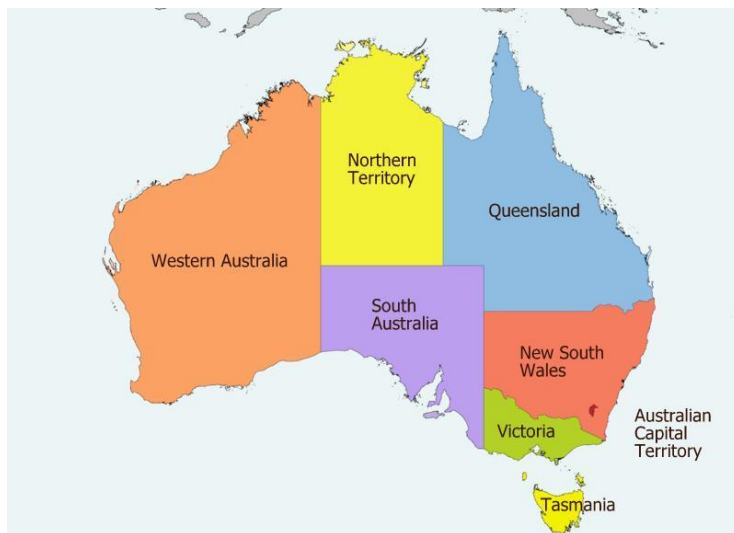 Northern
Territory
Queensland
Western Australia
South
Australia
New South
Wales
Australian
Capital
Territory
Victoria
Tasmania